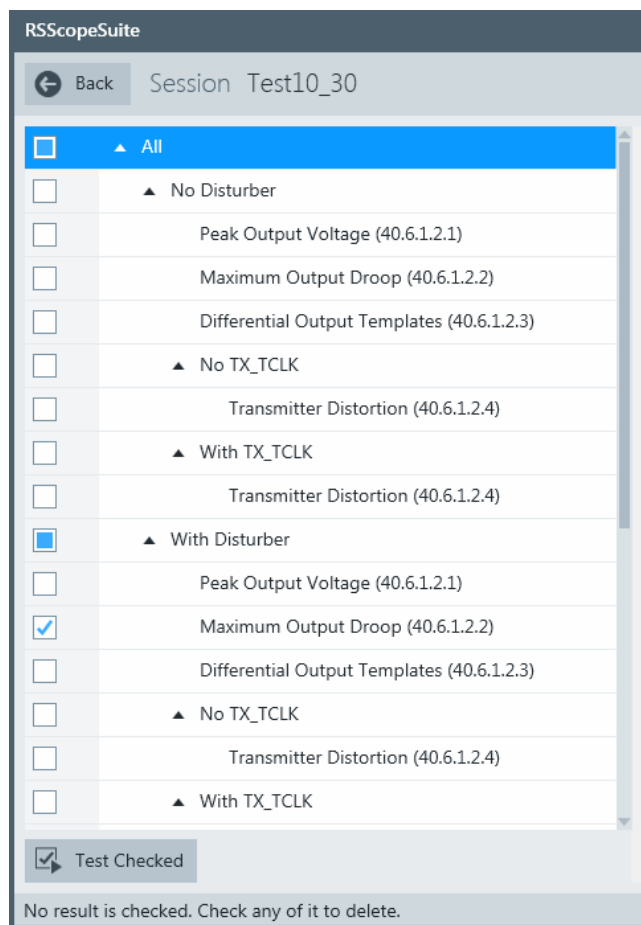 RSScopeSuite
Back Session Test10_30
All
No Disturber
Peak Output Voltage (40.6.1.2.1)
Maximum Output Droop (40.6.1.2.2)
Differential Output Templates (40.6.1.2.3)
No TX_TCLK
Transmitter Distortion (40.6.1.2.4)
With TX_TCLK
Transmitter Distortion (40.6.1.2.4)
With Disturber
Peak Output Voltage (40.6.1.2.1)
Maximum Output Droop (40.6.1.2.2)
Differential Output Templates (40.6.1.2.3)
No TX_TCLK
Transmitter Distortion (40.6.1.2.4)
With TX_TCLK
Test Checked
No result is checked. Check any of it to delete.